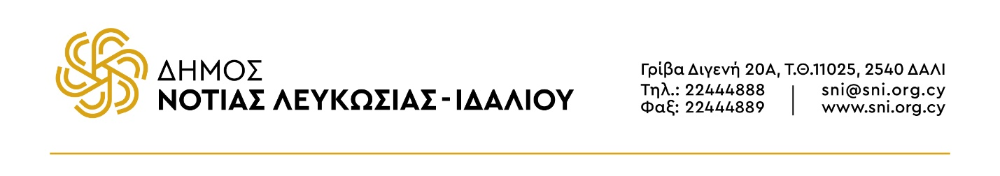 ΔΗΜΟΣ
ΝΟΤΙΑΣ ΛΕΥΚΩΣΙΑΣ-ΙΔΑΛΙΟΥ
Γρίβα Διγενή 20Α, Τ.Θ.11025, 2540 ΔΑΛΙ
Τηλ.: 22444888 | sni@sni.org.cy
Φαξ: 22444889 | www.sni.org.cy